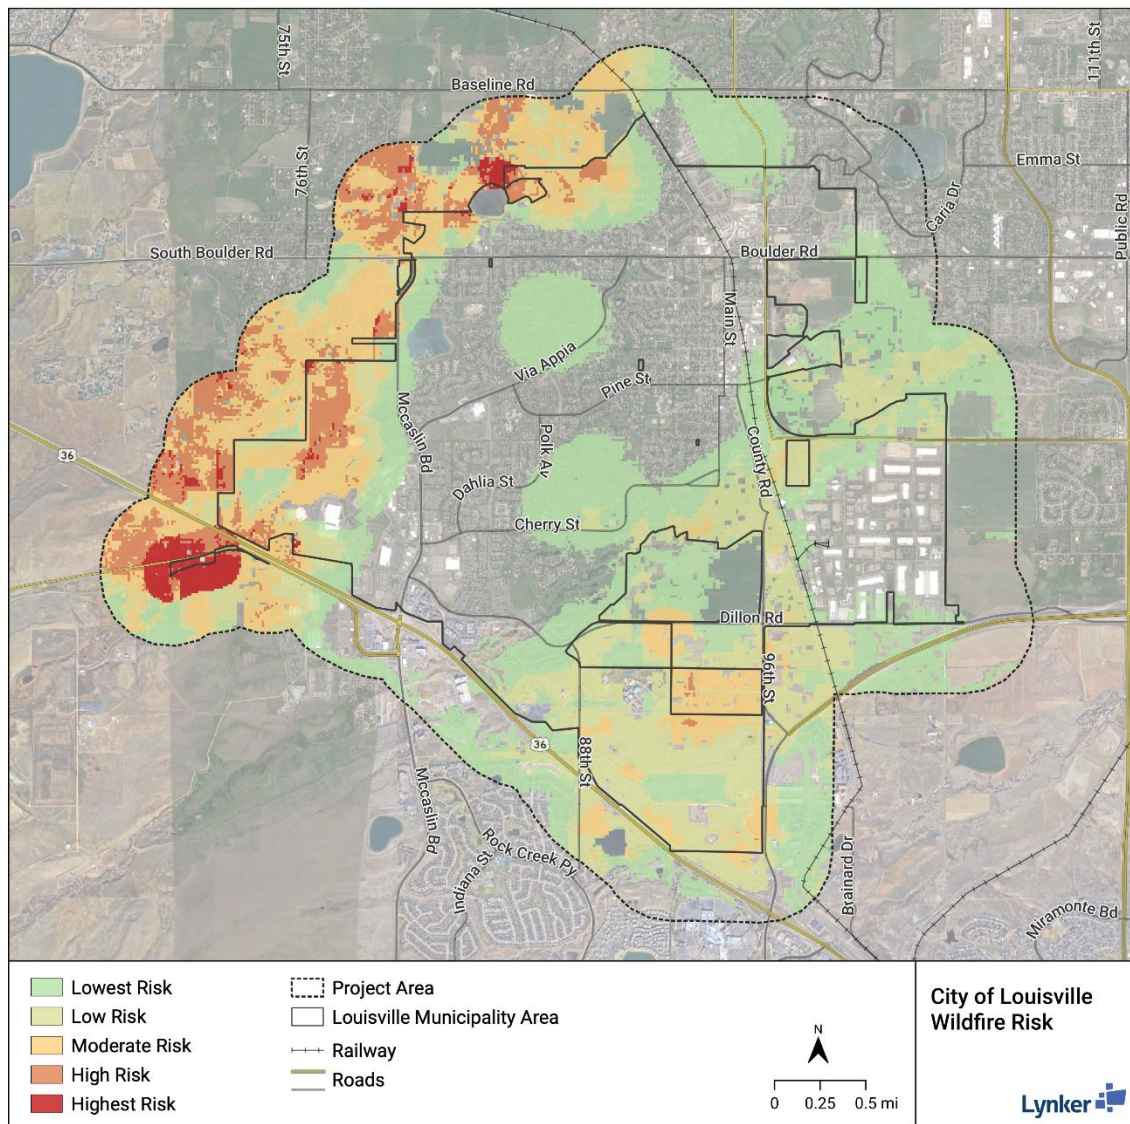 75th St
111th St
Baseline Rd
76th St
Emma St
Caria Dr
Public Rd
South Boulder Rd
Boulder Rd
Main St
Via Appia
Pine St
Mccaslin Bd
Polk Av
County Rd
36
Dahlia St
Cherry St
Dillon Rd
96th St
36
88th St
Mccaslin Bd
Rock Creek Py
Indiana St
Brainard Dr
Miramonte Bd
Lowest Risk
Low Risk
Moderate Risk
High Risk
Highest Risk
Project Area
Louisville Municipality Area
Railway
Roads
N
0 0.25 0.5 mi
City of Louisville
Wildfire Risk
Lynker